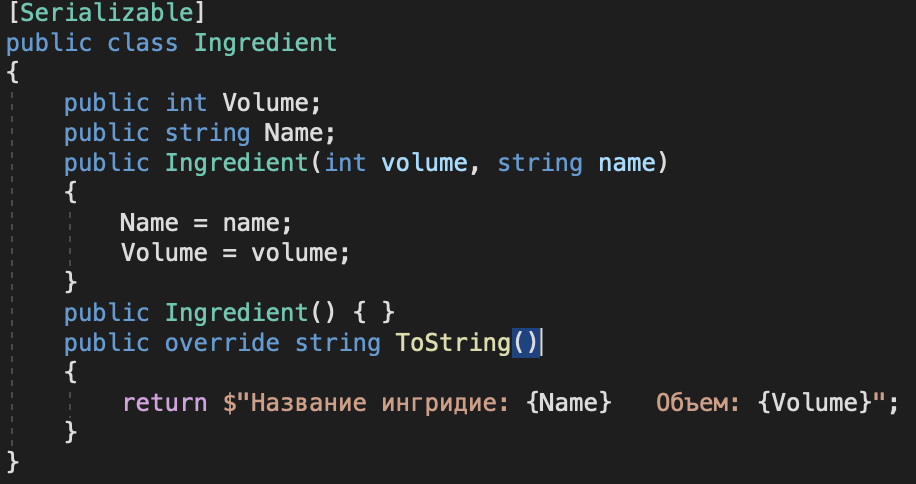 [Serializable]
public class Ingredient
{
public int Volume;
public string Name;
public Ingredient(int volume, string name)
{
Name = name;
Volume = volume;
}
public Ingredient() { }
public override string ToString()
{
return $"Название ингридие: {Name}   Объем: {Volume}";
}
}